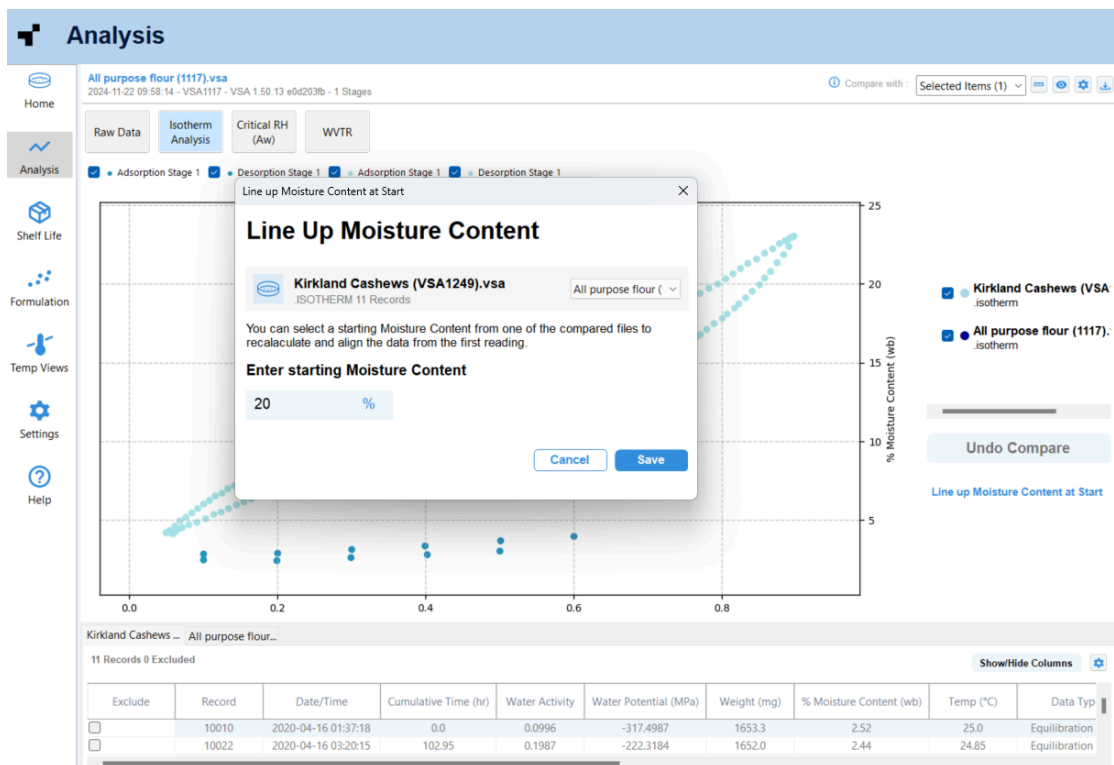 Analysis
Home
Analysis
Shelf Life
Formulation
Temp Views
Settings
Help
All purpose flour (1117).vsa
2024-11-22 09:58:14 - VSA1117 - VSA 1.50.13 e0d203fb - 1 Stages
Compare with :
Selected Items (1)
Raw Data
Isotherm
Analysis
Critical RH
(Aw)
WVTR
Adsorption Stage 1
Desorption Stage 1
Adsorption Stage 1
Desorption Stage 1
Line up Moisture Content at Start
Line Up Moisture Content
Kirkland Cashews (VSA1249).vsa
.ISOTHERM 11 Records
All purpose flour (
You can select a starting Moisture Content from one of the compared files to
recalaculate and align the data from the first reading.
Enter starting Moisture Content
20 %
Cancel
Save
25
20
15
10
5
% Moisture Content (wb)
0.0
0.2
0.4
0.6
0.8
Kirkland Cashews (VSA
.isotherm
All purpose flour (1117).
.isotherm
Undo Compare
Line up Moisture Content at Start
Kirkland Cashews ...
All purpose flour...
11 Records 0 Excluded
Show/Hide Columns
Exclude Record Date/Time Cumulative Time (hr) Water Activity Water Potential (MPa) Weight (mg) % Moisture Content (wb) Temp (°C) Data Typ
10010 2020-04-16 01:37:18 0.0 0.0996 -317.4987 1653.3 2.52 25.0 Equilibration
10022 2020-04-16 03:20:15 102.95 0.1987 -222.3184 1652.0 2.44 24.85 Equilibration